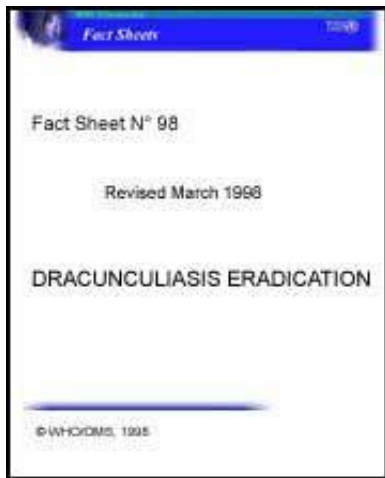 Fact Sheets
Fact Sheet N° 98
Revised March 1998
DRACUNCULIASIS ERADICATION
© WHO/OMS, 1998